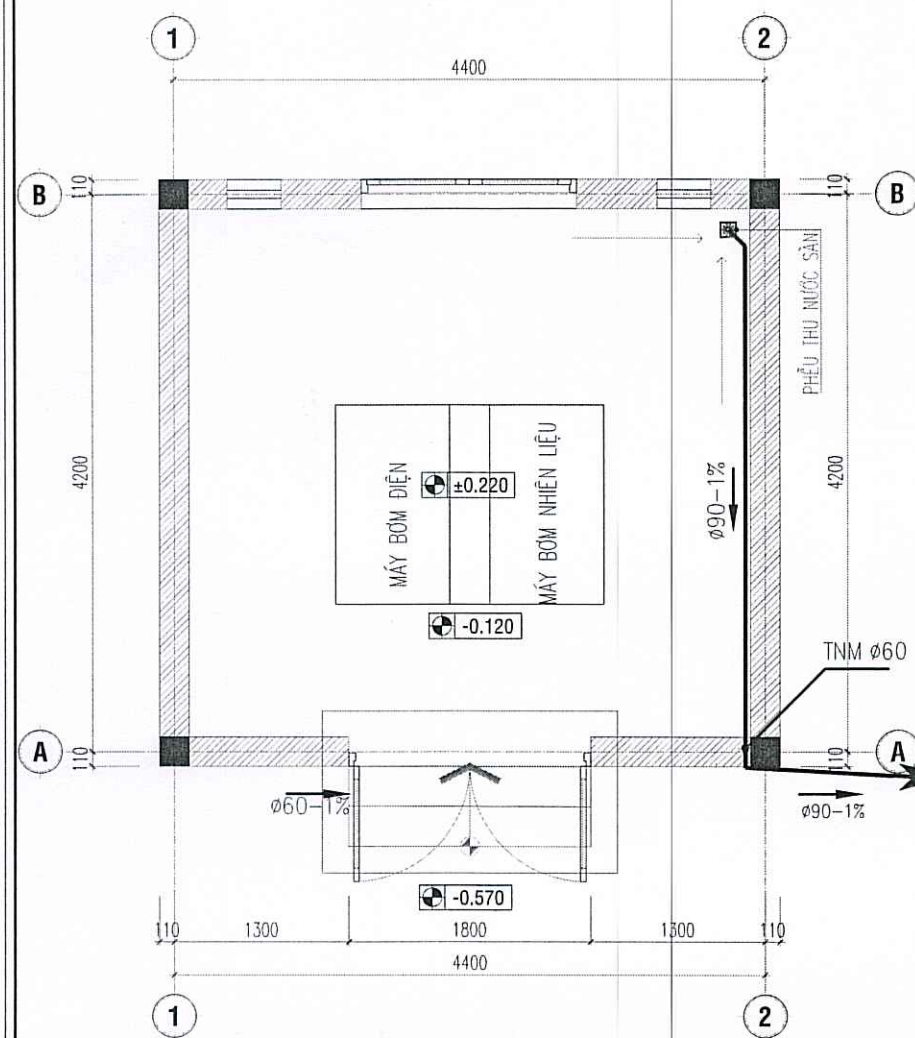 1
2
4400
110
110
B
B
PHỄU THU NƯỚC SÀN
4200
4200
MÁY BƠM ĐIỆN
±0.220
MÁY BƠM NHIÊN LIỆU
ø90-1%
-0.120
TNM ø60
A
A
110
110
ø60-1%
ø90-1%
-0.570
110
1300
1800
1300
110
4400
1
2